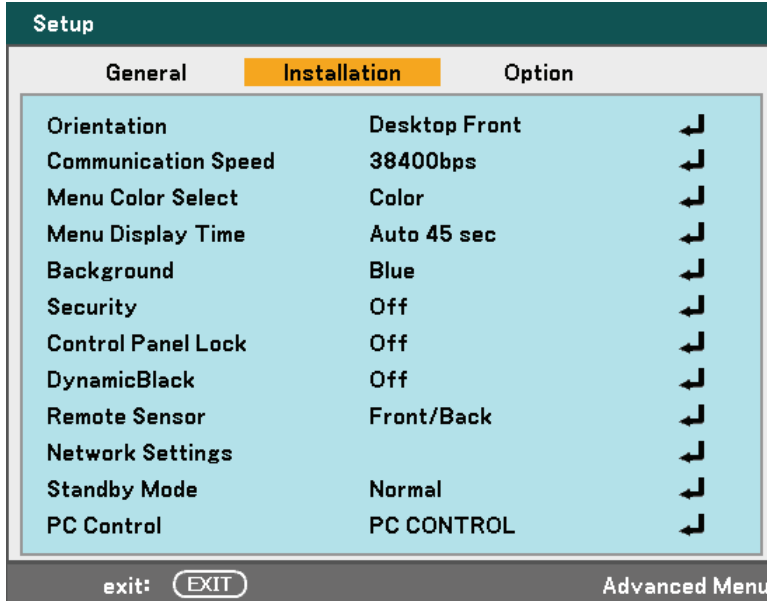 Setup
General Installation Option
Orientation Desktop Front
Communication Speed 38400bps
Menu Color Select Color
Menu Display Time Auto 45 sec
Background Blue
Security Off
Control Panel Lock Off
DynamicBlack Off
Remote Sensor Front/Back
Network Settings
Standby Mode Normal
PC Control PC CONTROL
exit: EXIT Advanced Menu